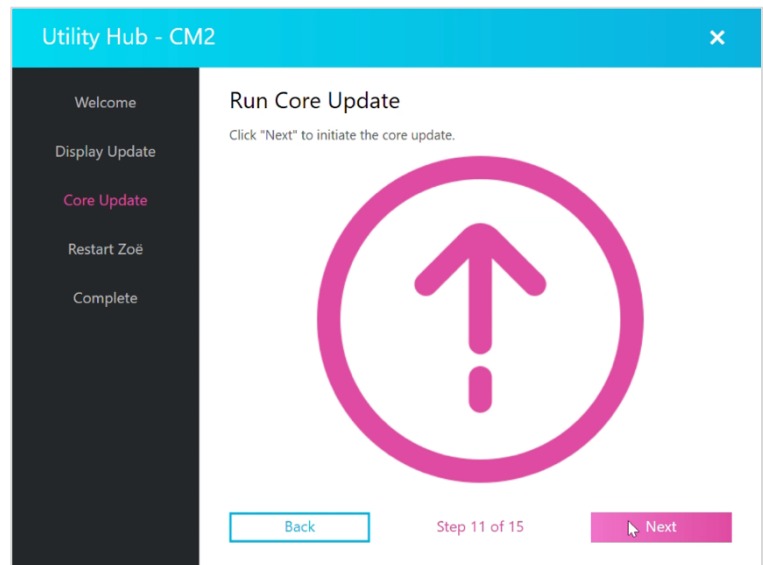 Utility Hub - CM2
Welcome
Display Update
Core Update
Restart Zoë
Complete
Run Core Update
Click "Next" to initiate the core update.
Back
Step 11 of 15
Next